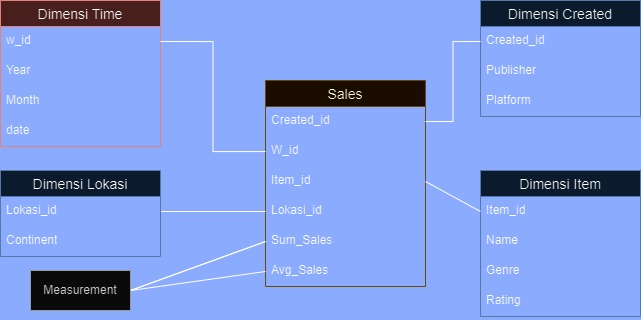 Dimensi Time
w_id
Year
Month
date
Dimensi Lokasi
Lokasi_id
Continent
Measurement
Sales
Created_id
W_id
Item_id
Lokasi_id
Sum_Sales
Avg_Sales
Dimensi Created
Created_id
Publisher
Platform
Dimensi Item
Item_id
Name
Genre
Rating